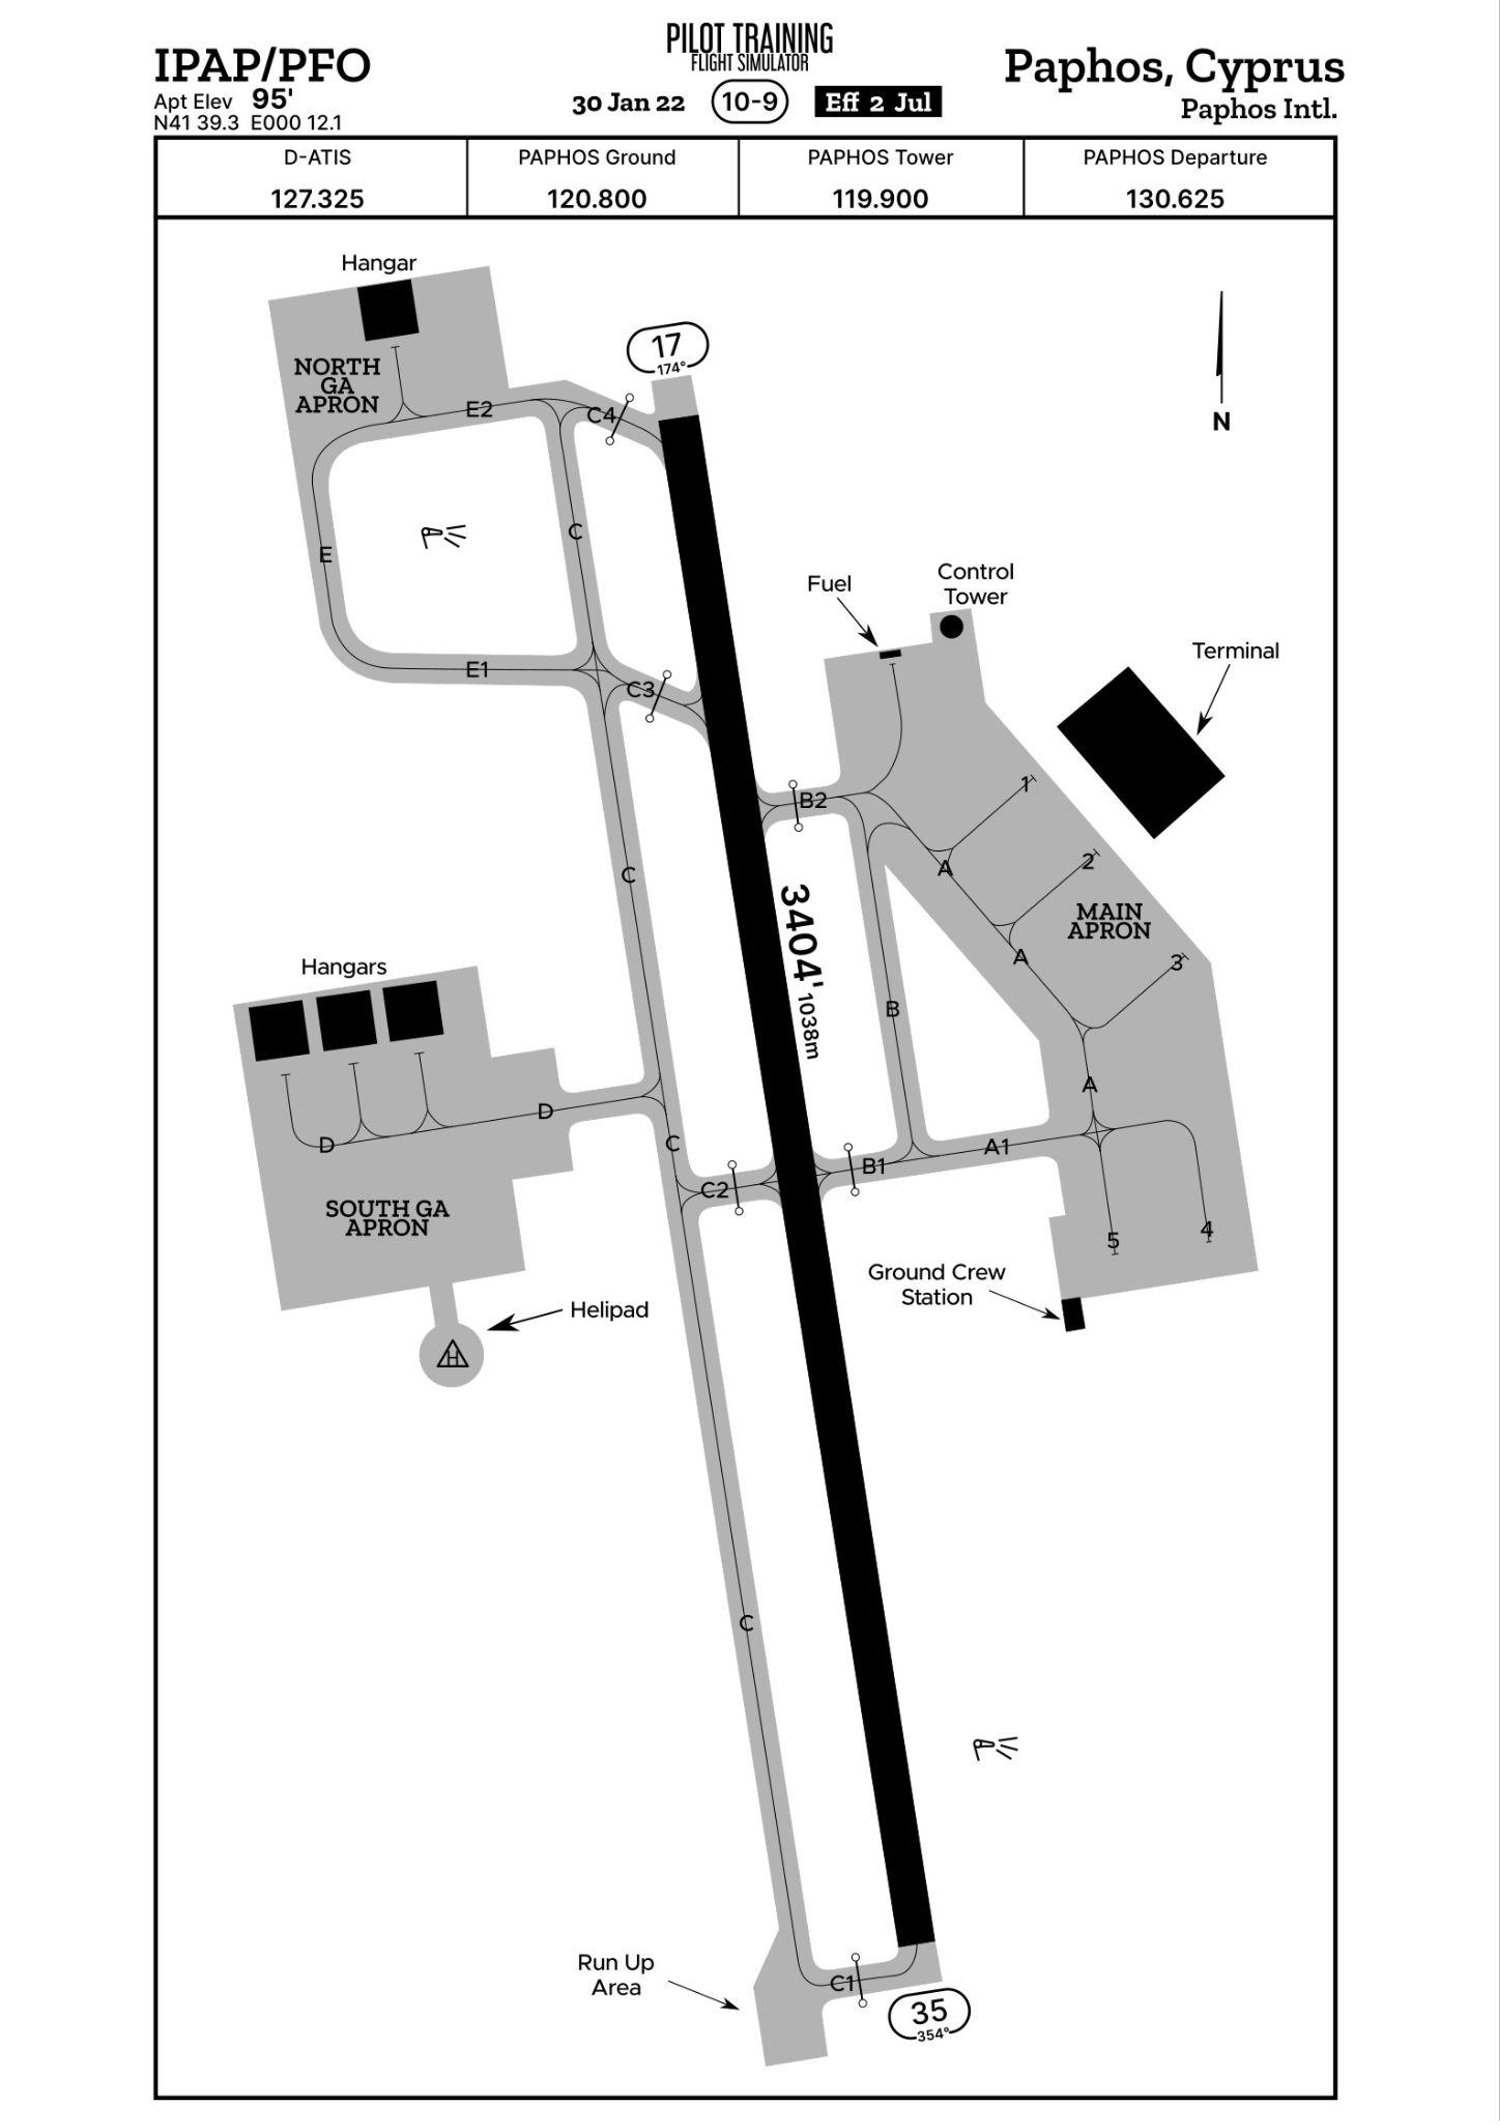 PILOT TRAINING
FLIGHT SIMULATOR
IPAP/PFO
Apt Elev 95'
N41 39.3 E000 12.1
30 Jan 22 10-9 Eff 2 Jul
Paphos, Cyprus
Paphos Intl.
D-ATIS
127.325
PAPHOS Ground
120.800
PAPHOS Tower
119.900
PAPHOS Departure
130.625
Hangar
17
174°
N
NORTH
GA
APRON
E2
C4
E
C
E1
C3
Fuel
Control
Tower
Terminal
B2
1
A
2
MAIN
APRON
A
3
C
3404'
1038m
B
A
Hangars
D
D
C
C2
B1
A1
SOUTH GA
APRON
5
4
Ground Crew
Station
Helipad
H
C
Run Up
Area
C1
35
354°